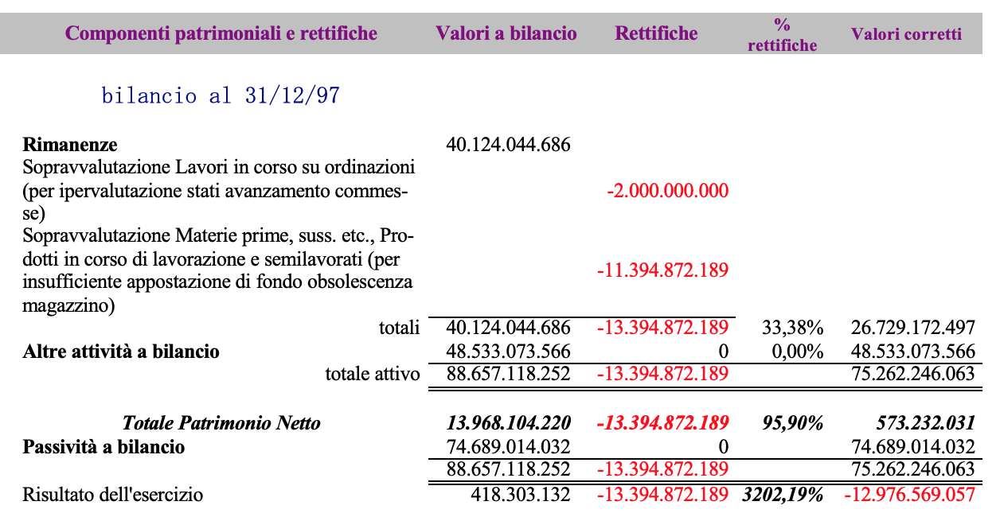 Componenti patrimoniali e rettifiche Valori a bilancio Rettifiche % rettifiche Valori corretti
bilancio al 31/12/97
Rimanenze 40.124.044.686
Sopravvalutazione Lavori in corso su ordinazioni
(per ipervalutazione stati avanzamento commes- -2.000.000.000
se)
Sopravvalutazione Materie prime, suss. etc., Pro-
dotti in corso di lavorazione e semilavorati (per
insufficiente appostazione di fondo obsolescenza -11.394.872.189
magazzino)
totali 40.124.044.686 -13.394.872.189 33,38% 26.729.172.497
Altre attività a bilancio 48.533.073.566 0 0,00% 48.533.073.566
totale attivo 88.657.118.252 -13.394.872.189 75.262.246.063
Totale Patrimonio Netto 13.968.104.220 -13.394.872.189 95,90% 573.232.031
Passività a bilancio 74.689.014.032 0 74.689.014.032
88.657.118.252 -13.394.872.189 75.262.246.063
Risultato dell'esercizio 418.303.132 -13.394.872.189 3202,19% -12.976.569.057